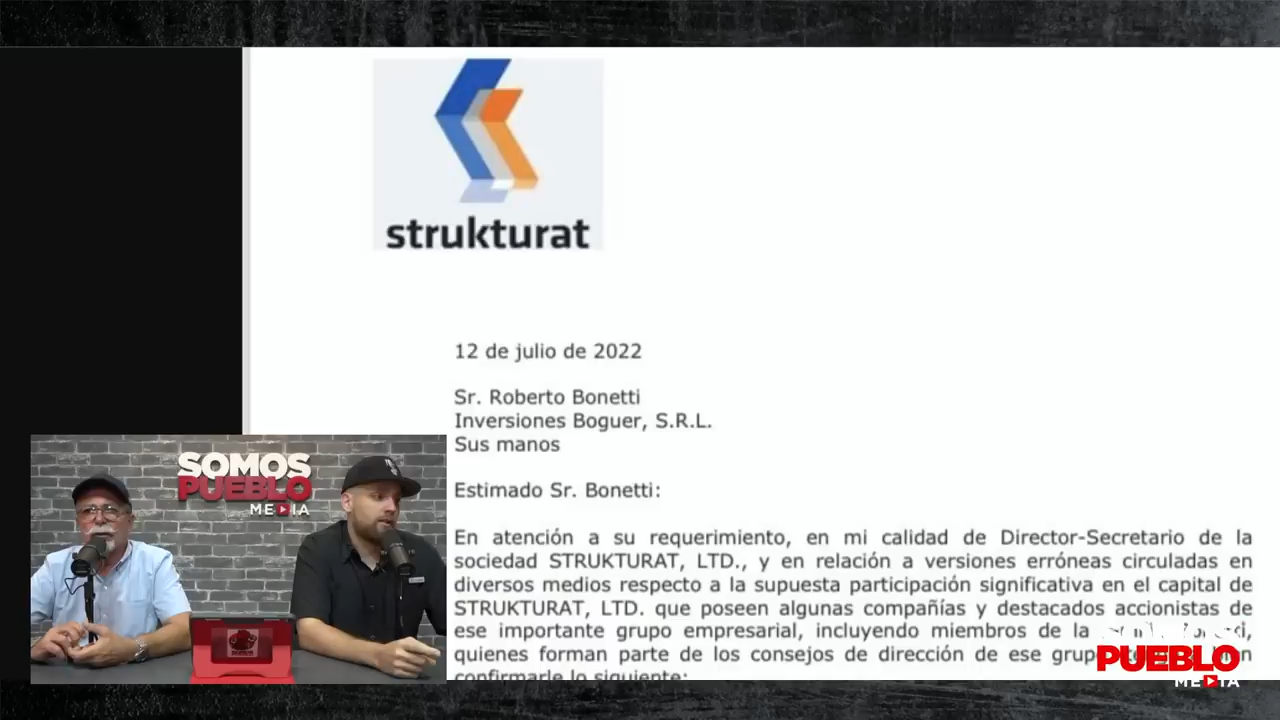 strukturat
12 de julio de 2022
Sr. Roberto Bonetti
Inversiones Boguer, S.R.L.
Sus manos
Estimado Sr. Bonetti:
En atención a su requerimiento, en mi calidad de Director-Secretario de la
sociedad STRUKTURAT, LTD., y en relación a versiones erróneas circuladas en
diversos medios respecto a la supuesta participación significativa en el capital de
STRUKTURAT, LTD. que poseen algunas compañías y destacados accionistas de
ese importante grupo empresarial, incluyendo miembros de la
quienes forman parte de los consejos de dirección de ese
confirmarle lo siguiente:
SOMOS
PUEBLO
MEDIA
SOMOS
PUEBLO
MEDIA